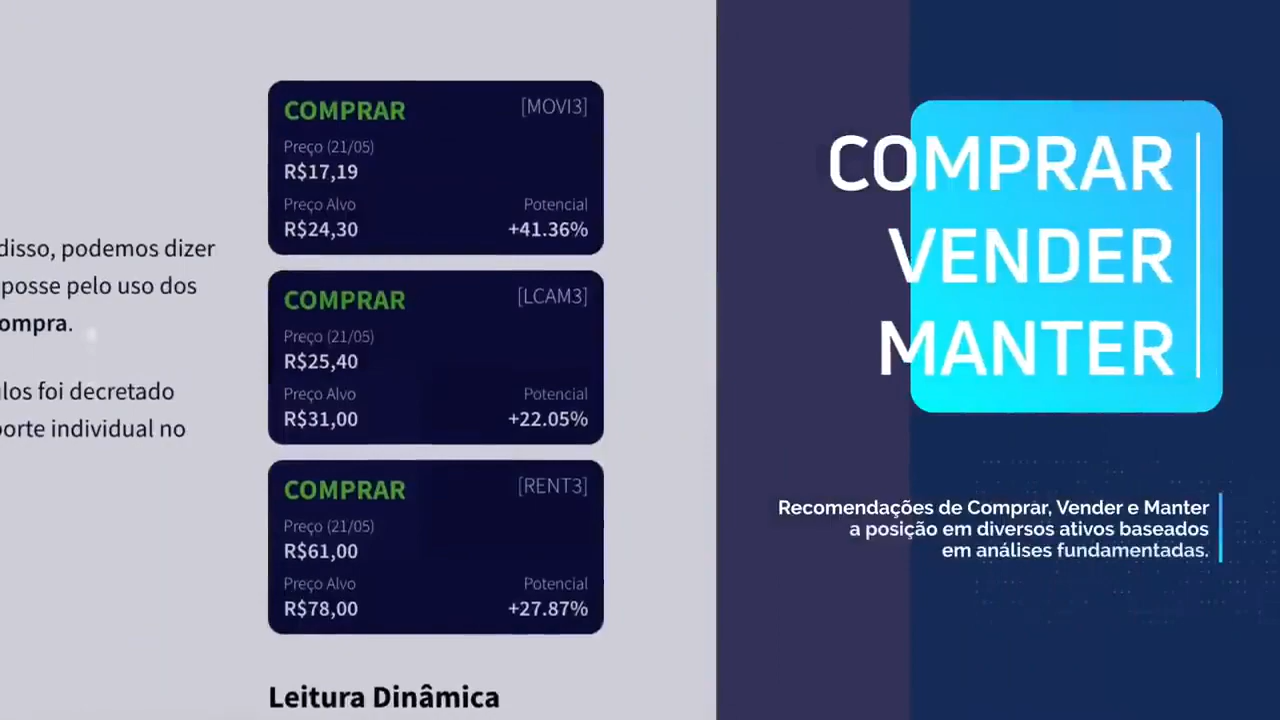 disso, podemos dizer
posse pelo uso dos
ompra.
los foi decretado
porte individual no
COMPRAR
[MOVI3]
Preço (21/05)
R$17,19
Preço Alvo
Potencial
R$24,30
+41.36%
COMPRAR
[LCAM3]
Preço (21/05)
R$25,40
Preço Alvo
Potencial
R$31,00
+22.05%
COMPRAR
[RENT3]
Preço (21/05)
R$61,00
Preço Alvo
Potencial
R$78,00
+27.87%
Leitura Dinâmica
COMPRAR
VENDER
MANTER
Recomendações de Comprar, Vender e Manter
a posição em diversos ativos baseados
em análises fundamentadas.